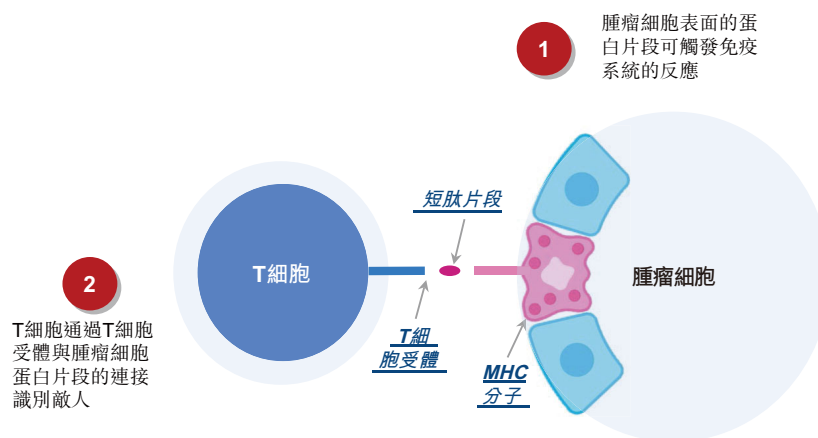 1
腫瘤細胞表面的蛋
白片段可觸發免疫
系統的反應
短肽片段
T細胞
腫瘤細胞
2
T細胞通過T細胞
受體與腫瘤細胞
蛋白片段的連接
識別敵人
T細
胞受體
MHC
分子